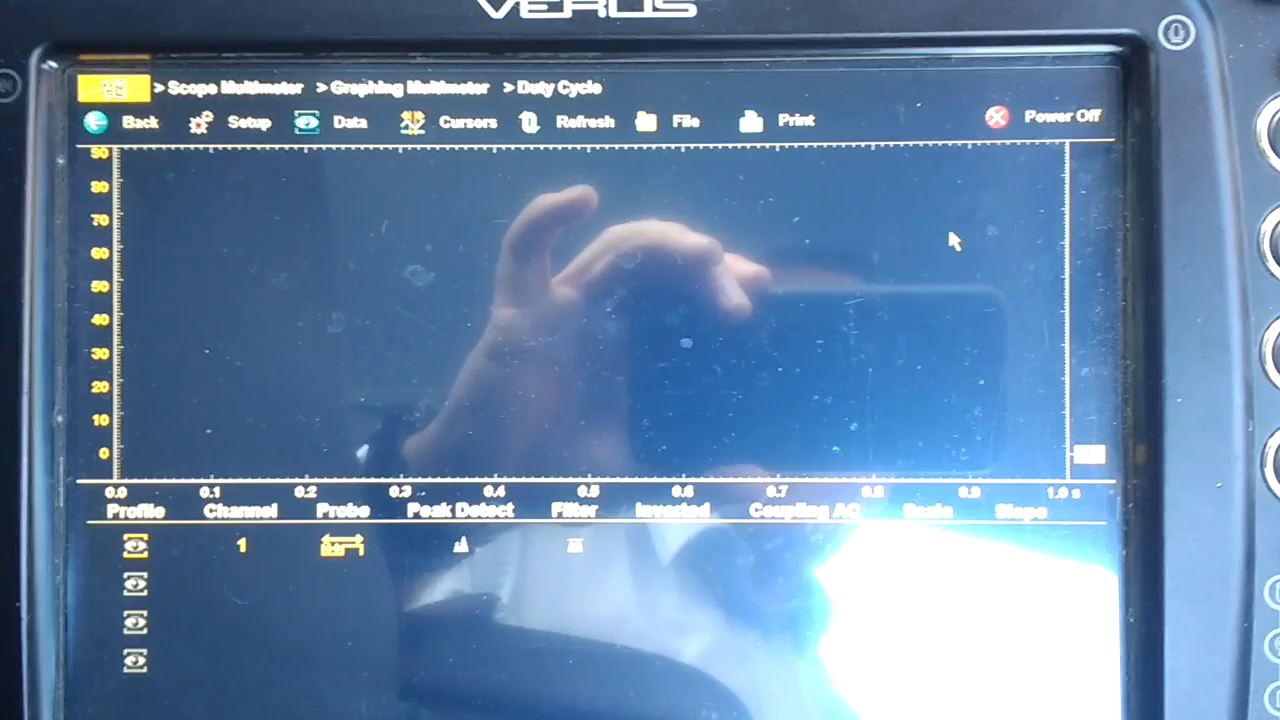 VERUS
> Scope Multimeter > Graphing Multimeter > Duty Cycle
Back Setup Data Cursors Refresh File Print Power Off
90
80
70
60
50
40
30
20
10
0
0.0 0.1 0.2 0.3 0.4 0.5 0.6 0.7 0.8 0.9 1.0 s
Profile Channel Probe Peak Detect Filter Inverted Coupling AC Scale Slope
1